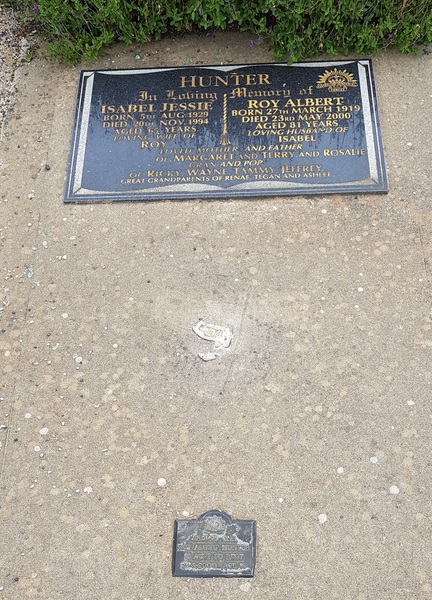 HUNTER
In Loving Memory of
ISABEL JESSIE
BORN 5TH AUG 1929
DIED 20TH NOV 1994
AGED 65 YEARS
LOVING WIFE OF
ROY
ROY ALBERT
BORN 27TH MARCH 1919
DIED 23RD MAY 2000
AGED 81 YEARS
LOVING HUSBAND OF
ISABEL
LOVED MOTHER AND FATHER
OF MARGARET AND TERRY AND ROSALIE
GRAN AND POP
OF RICKY, WAYNE, TAMMY, JEFFREY.
GREAT GRANDPARENTS OF RENAE, TEGAN AND ASHLEE.